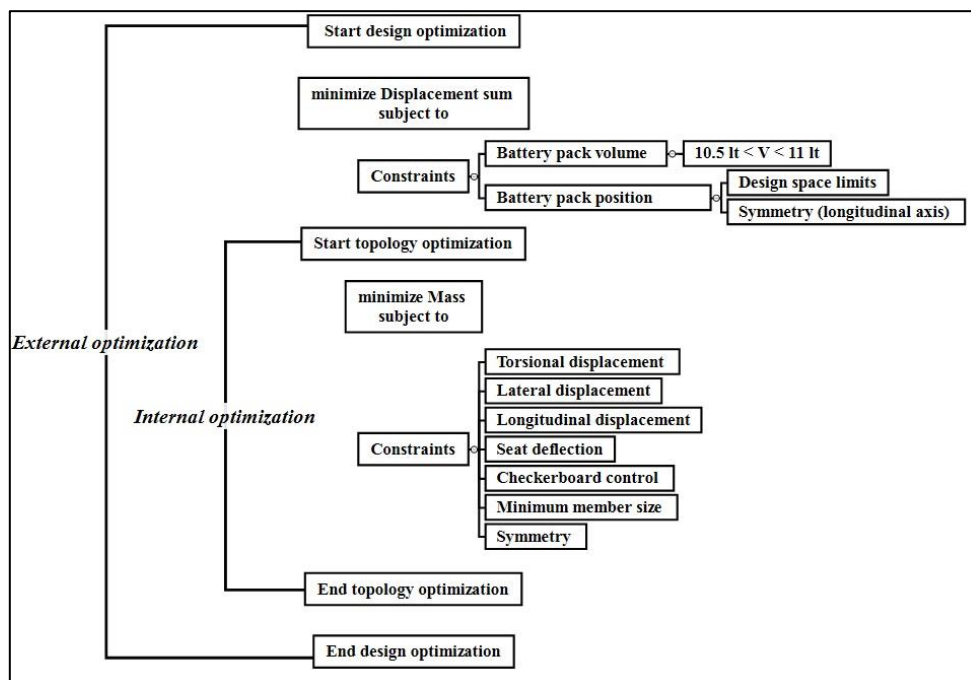 Start design optimization
minimize Displacement sum
subject to
Constraints
Battery pack volume
10.5 lt < V < 11 lt
Battery pack position
Design space limits
Symmetry (longitudinal axis)
Start topology optimization
minimize Mass
subject to
External optimization
Internal optimization
Constraints
Torsional displacement
Lateral displacement
Longitudinal displacement
Seat deflection
Checkerboard control
Minimum member size
Symmetry
End topology optimization
End design optimization